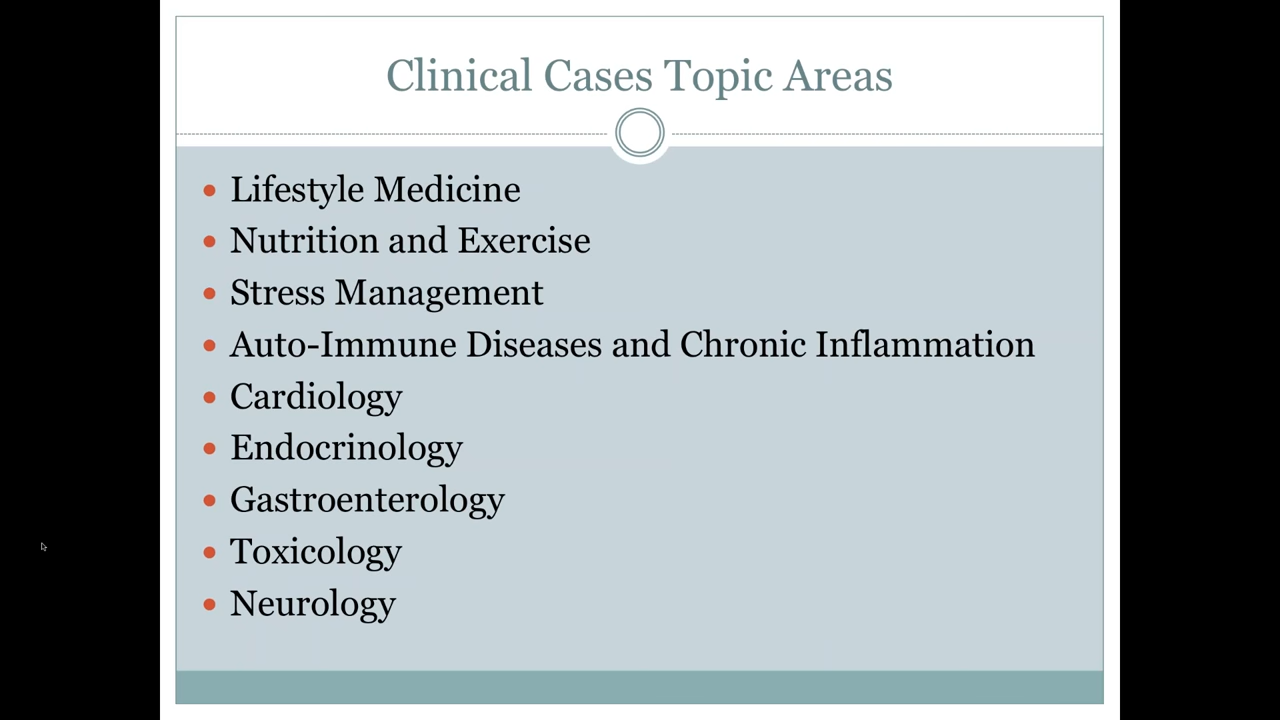 Clinical Cases Topic Areas
Lifestyle Medicine
Nutrition and Exercise
Stress Management
Auto-Immune Diseases and Chronic Inflammation
Cardiology
Endocrinology
Gastroenterology
Toxicology
Neurology